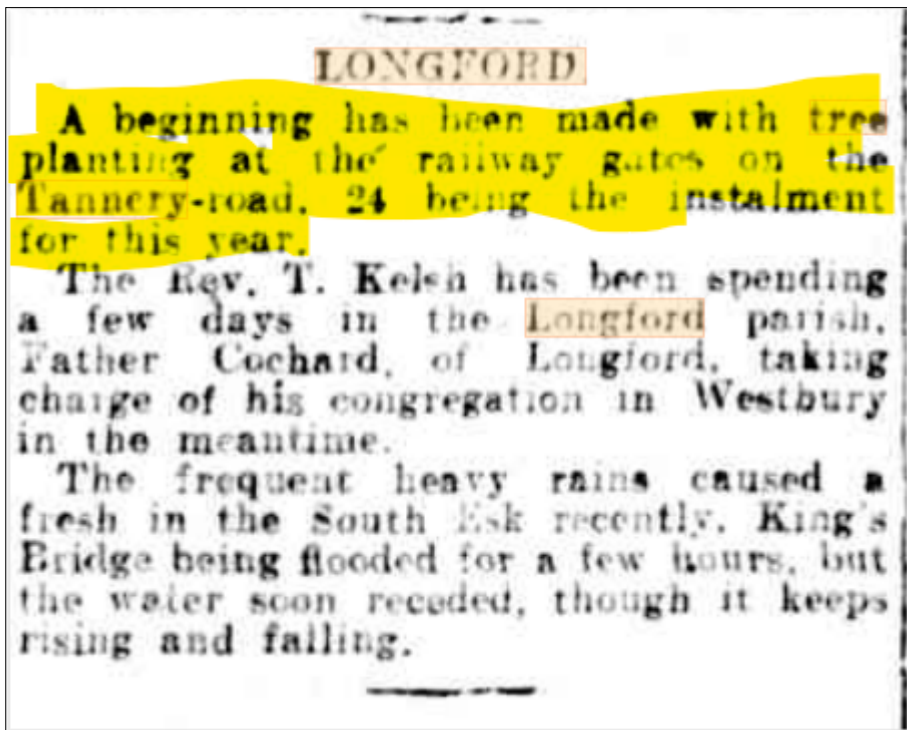 LONGFORD
A beginning has been made with tree
planting at the railway gates on the
Tannery-road, 24 being the instalment
for this year.
The Rev. T. Kelsh has been spending
a few days in the Longford parish,
Father Cochard, of Longford, taking
charge of his congregation in Westbury
in the meantime.
The frequent heavy rains caused a
fresh in the South Esk recently, King's
Bridge being flooded for a few hours, but
the water soon receded, though it keeps
rising and falling.